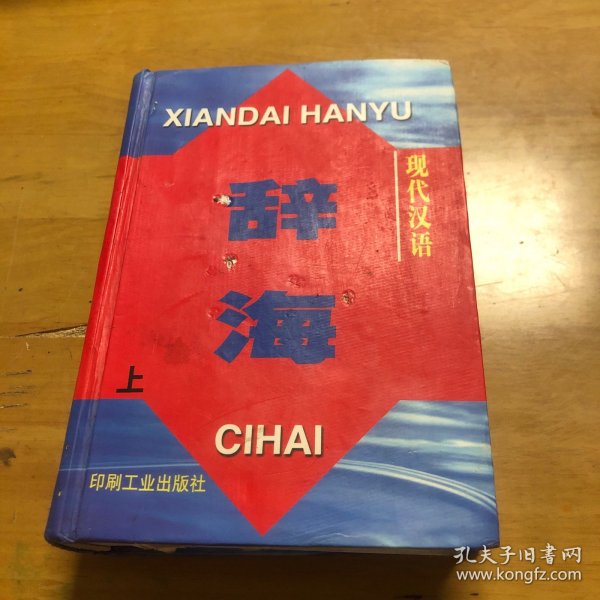 XIANDAI HANYU
现代汉语
辞海
上
CIHAI
印刷工业出版社
孔夫子旧書网
www.kongfz.com